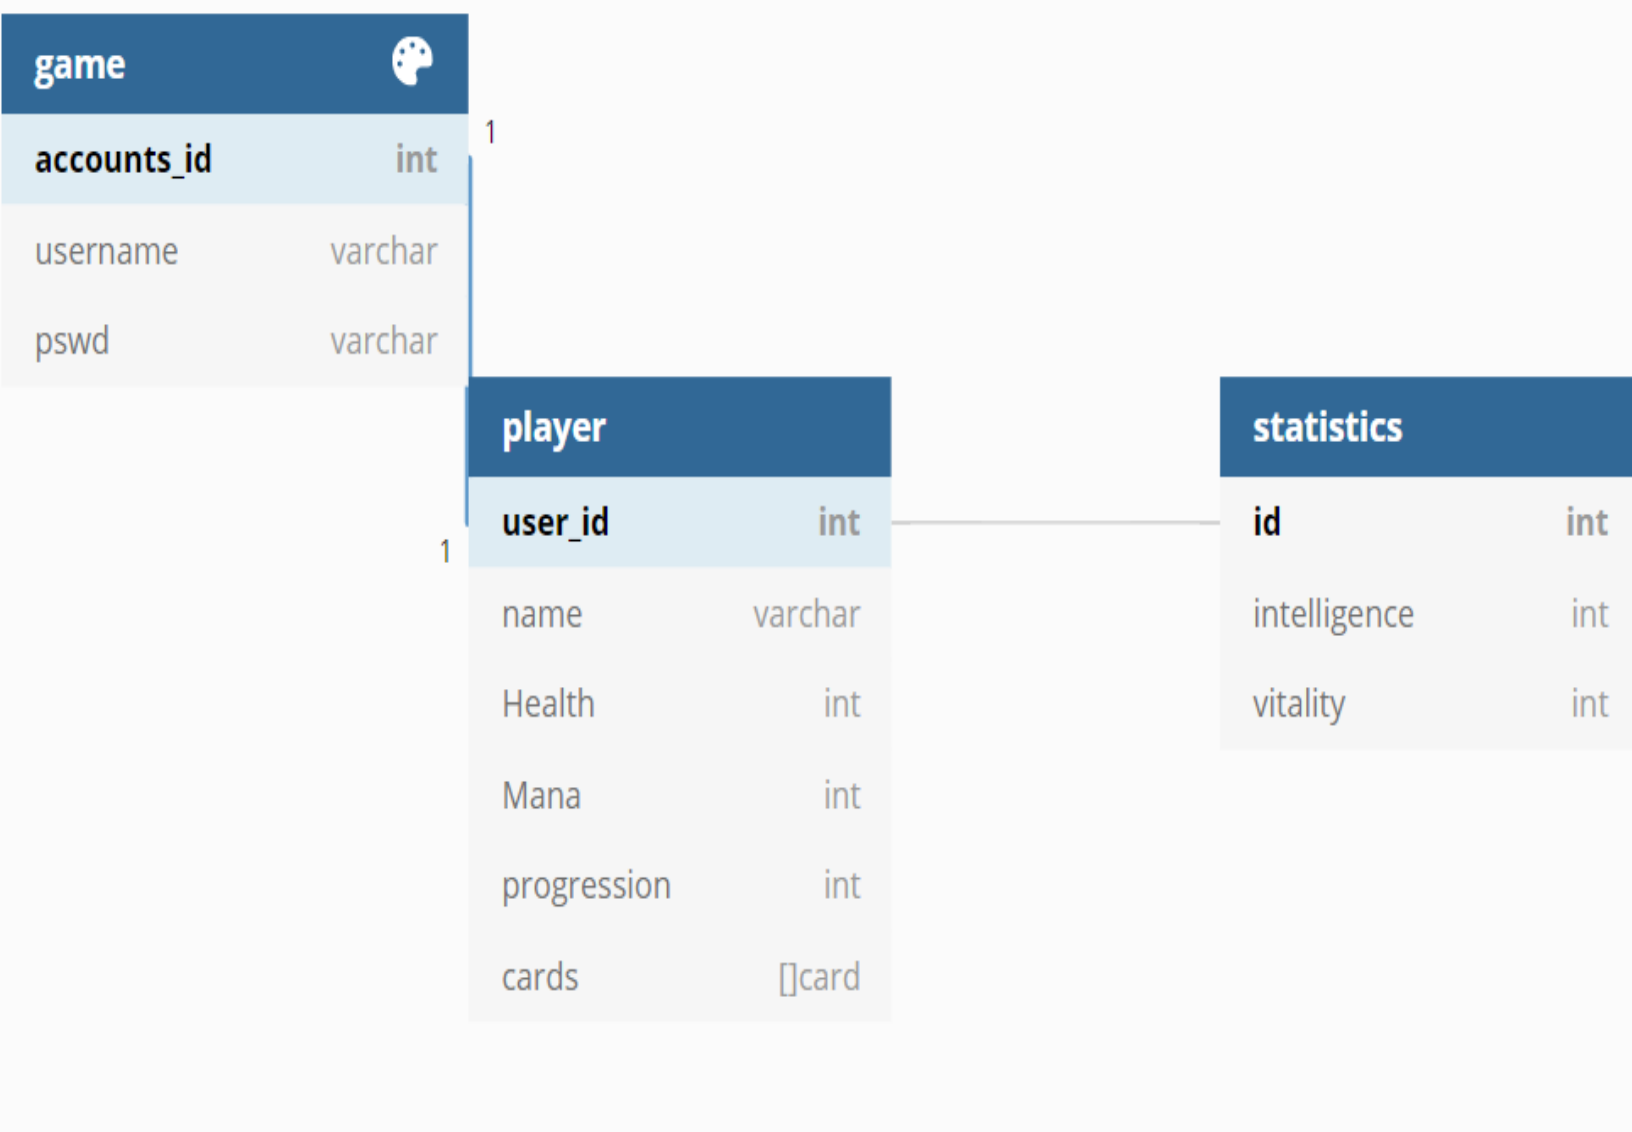 game
accounts_id int
1
username varchar
pswd varchar
player
user_id int
1
name varchar
Health int
Mana int
progression int
cards []card
statistics
id int
intelligence int
vitality int